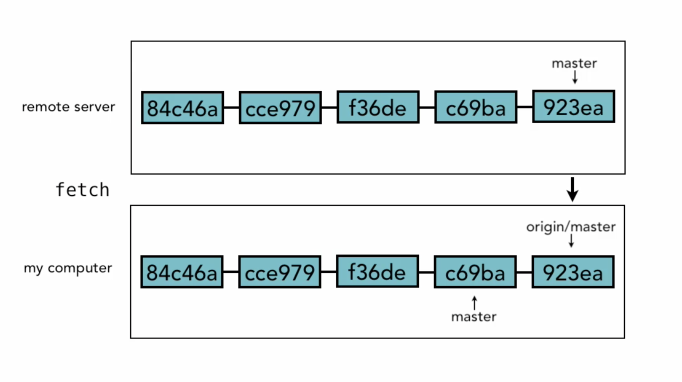 master
remote server
84c46a
cce979
f36de
c69ba
923ea
fetch
origin/master
my computer
84c46a
cce979
f36de
c69ba
923ea
master